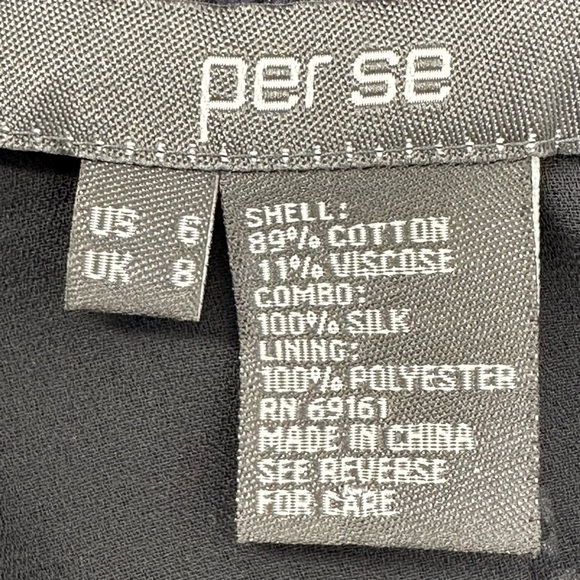 per se
US 6
UK 8
SHELL:
89% COTTON
11% VISCOSE
COMBO:
100% SILK
LINING:
100% POLYESTER
RN 69161
MADE IN CHINA
SEE REVERSE
FOR CARE